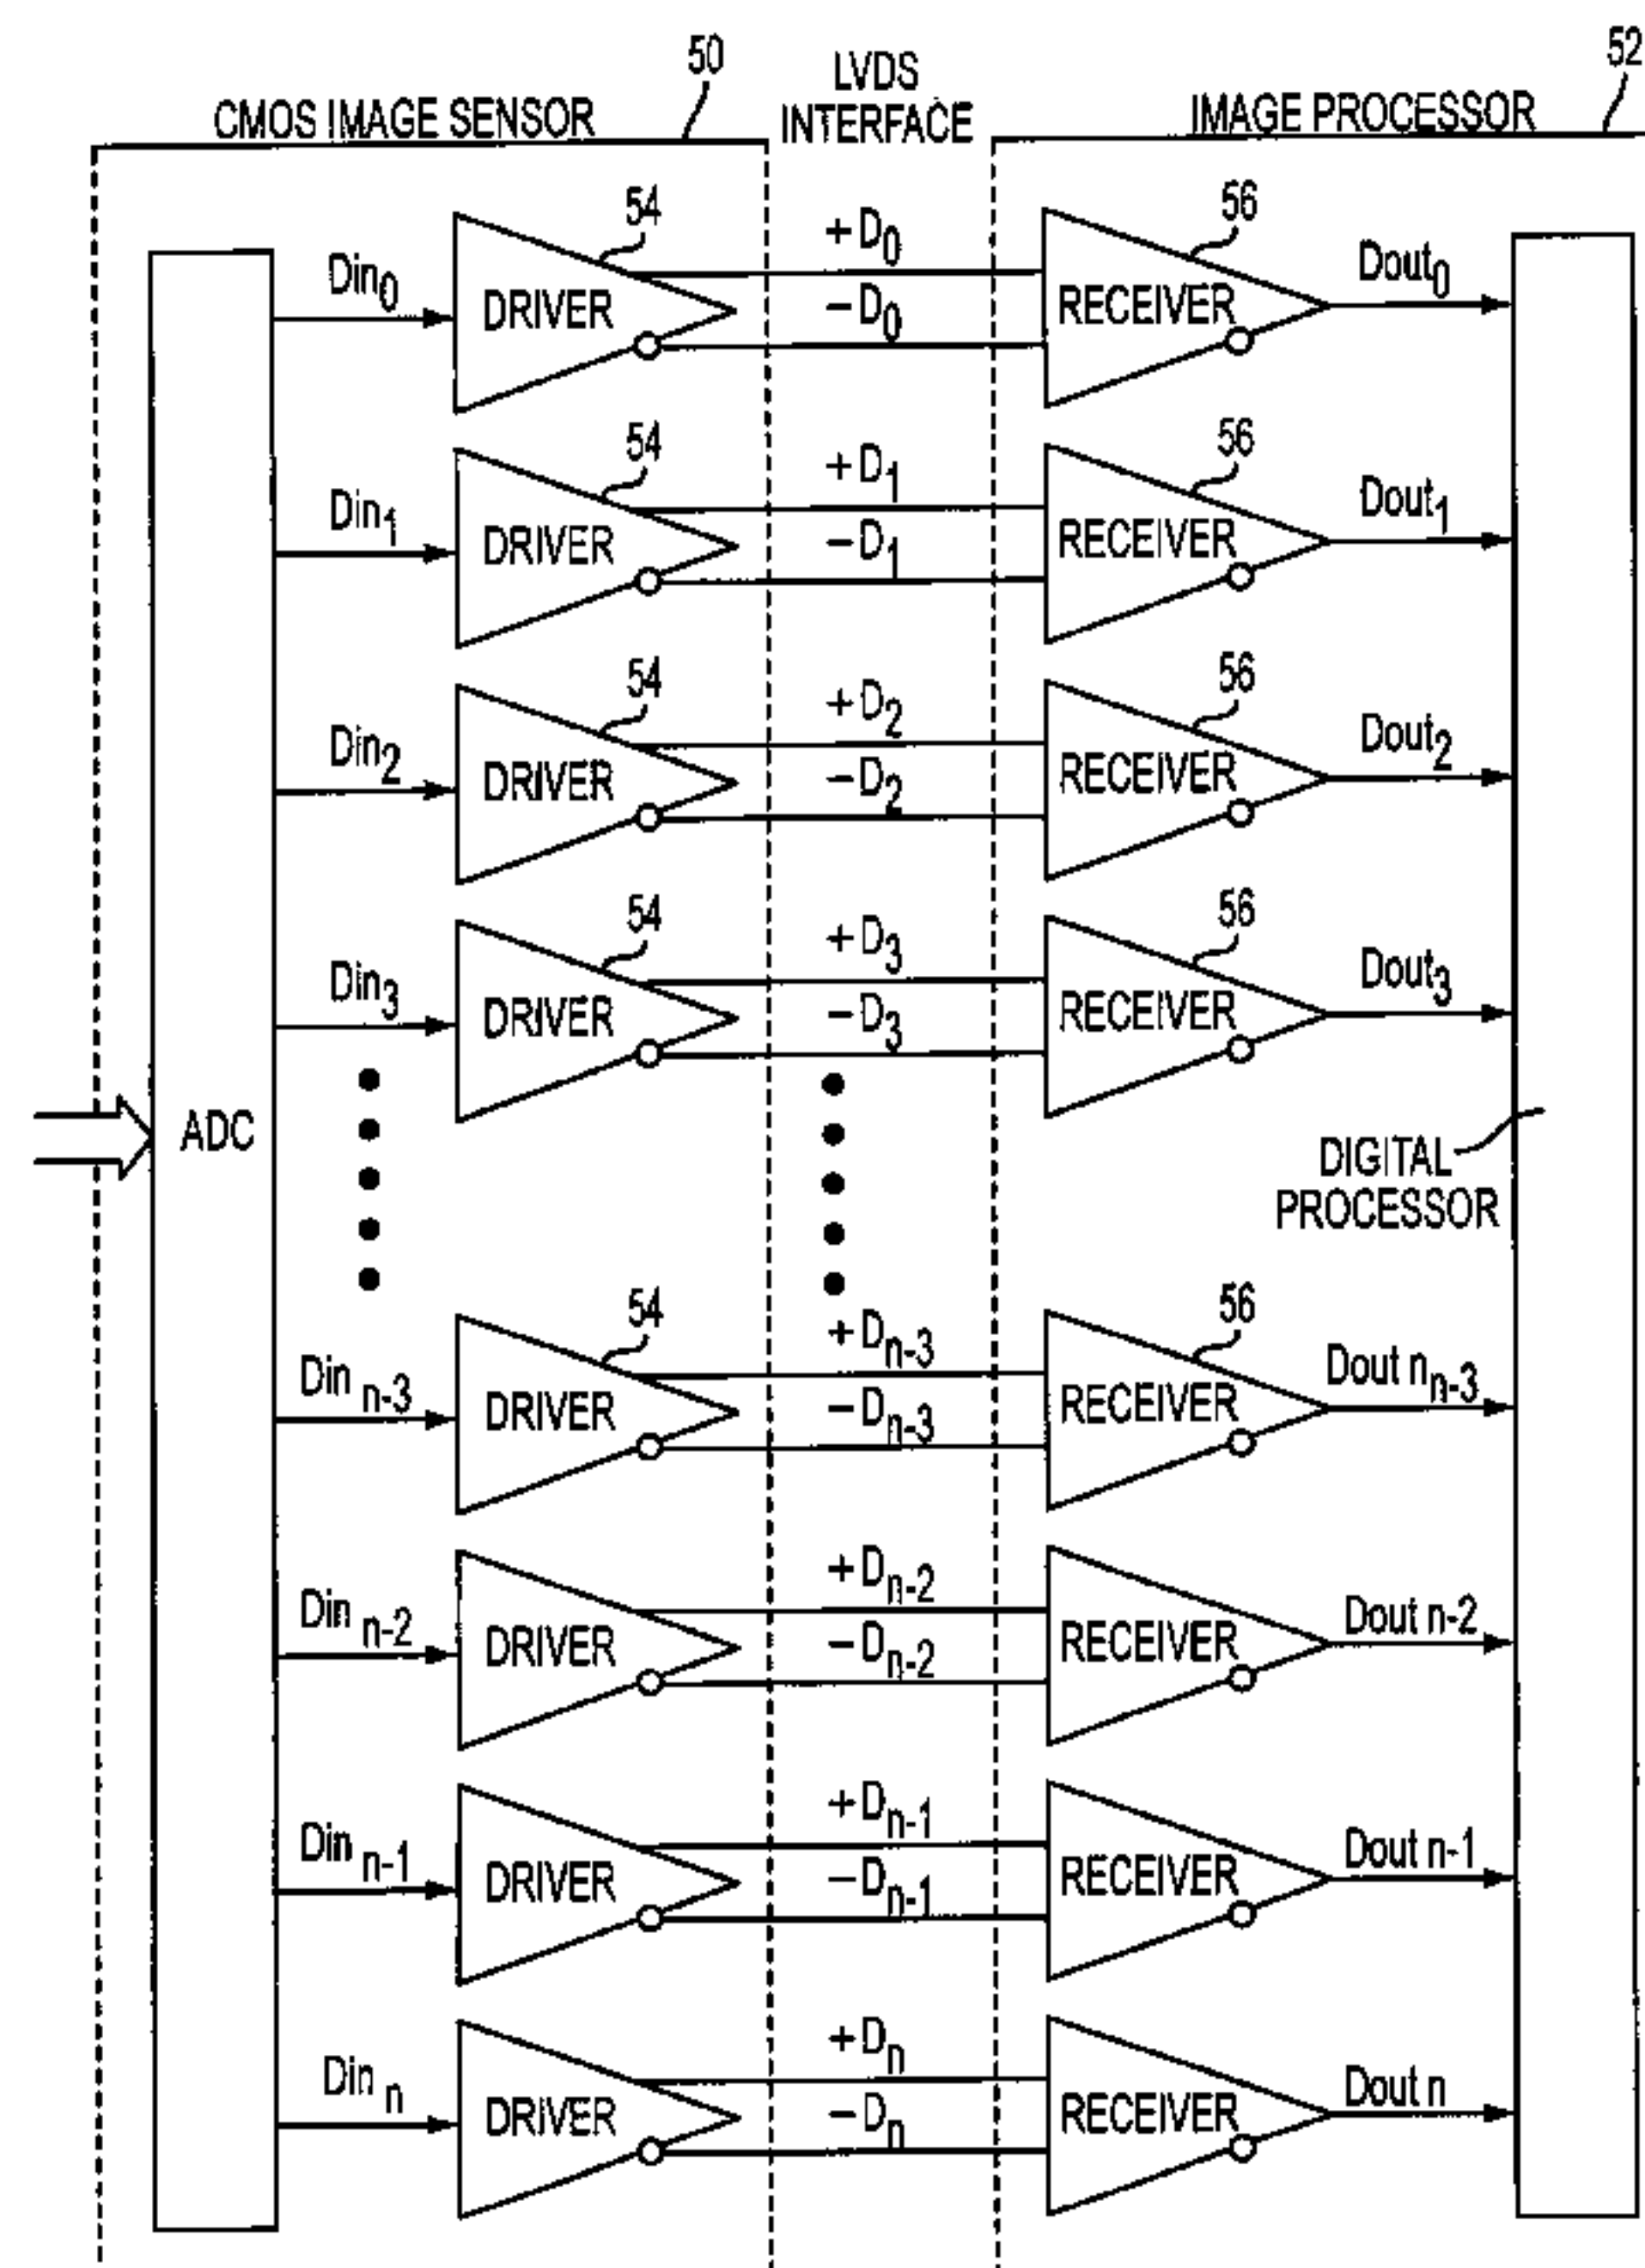 50
LVDS
INTERFACE
52
CMOS IMAGE SENSOR
IMAGE PROCESSOR
54
56
Din0
DRIVER
+ D0
− D0
RECEIVER
Dout0
54
56
Din1
DRIVER
+ D1
− D1
RECEIVER
Dout1
54
56
Din2
DRIVER
+ D2
− D2
RECEIVER
Dout2
54
56
Din3
DRIVER
+ D3
− D3
RECEIVER
Dout3
ADC
DIGITAL
PROCESSOR
54
56
Din n-3
DRIVER
+ Dn-3
− Dn-3
RECEIVER
Dout nn-3
Din n-2
DRIVER
+ Dn-2
− Dn-2
RECEIVER
Dout n-2
Din n-1
DRIVER
+ Dn-1
− Dn-1
RECEIVER
Dout n-1
Din n
DRIVER
+ Dn
− Dn
RECEIVER
Dout n